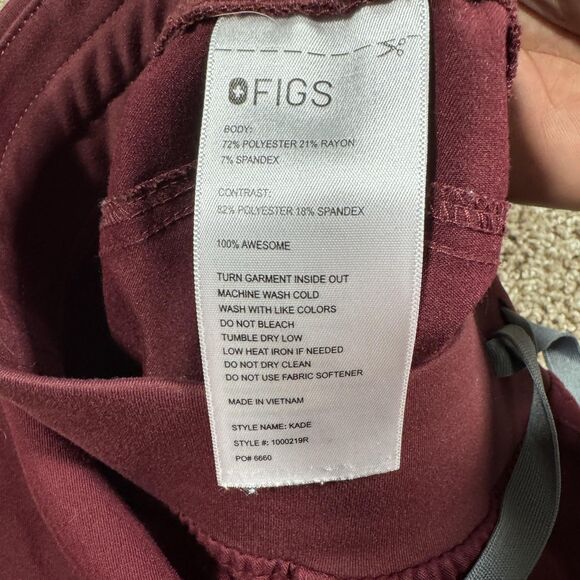 FIGS
BODY:
72% POLYESTER 21% RAYON
7% SPANDEX
CONTRAST:
82% POLYESTER 18% SPANDEX
100% AWESOME
TURN GARMENT INSIDE OUT
MACHINE WASH COLD
WASH WITH LIKE COLORS
DO NOT BLEACH
TUMBLE DRY LOW
LOW HEAT IRON IF NEEDED
DO NOT DRY CLEAN
DO NOT USE FABRIC SOFTENER
MADE IN VIETNAM
STYLE NAME: KADE
STYLE #: 1000219R
PO# 6660